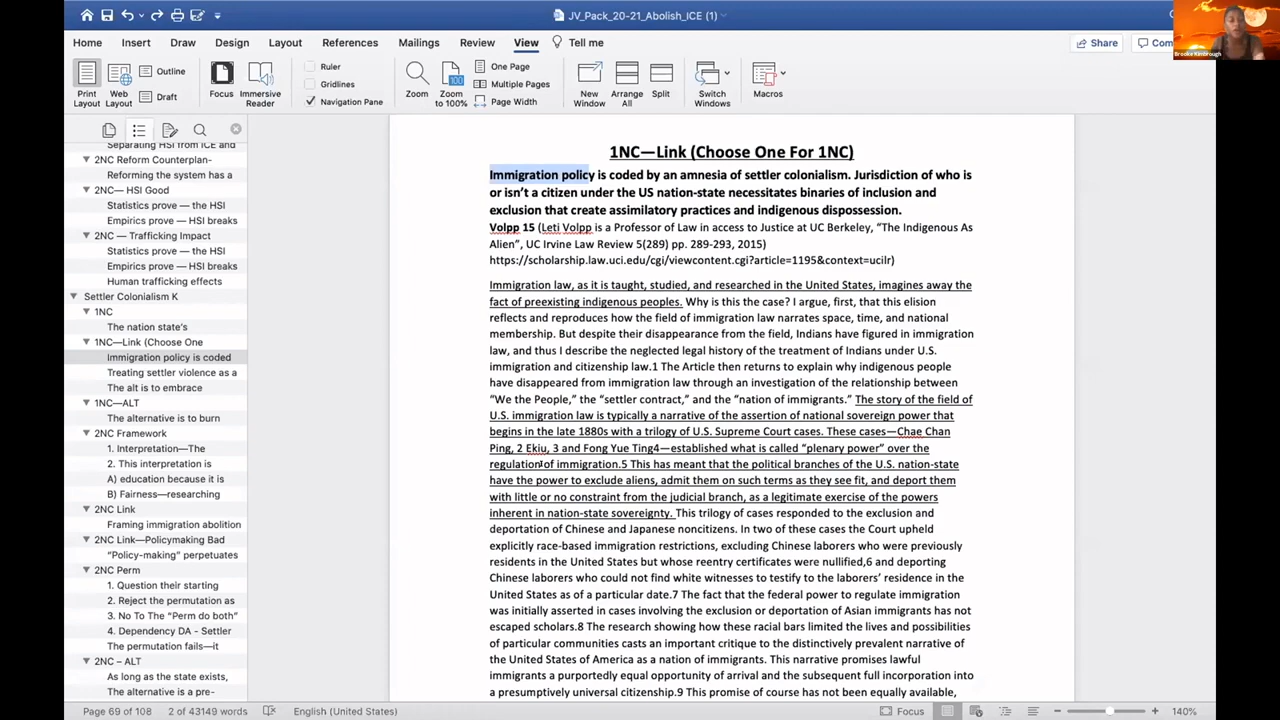 JV_Pack_20-21_Abolish_ICE (1)
Home Insert Draw Design Layout References Mailings Review View Tell me
Share Com
Brooke Kimbrough
Print Layout
Web Layout
Outline
Draft
Focus
Immersive Reader
Ruler
Gridlines
Navigation Pane
Zoom
Zoom to 100%
One Page
Multiple Pages
Page Width
New Window
Arrange All
Split
Switch Windows
Macros
Separating HSI from ICE and
2NC Reform Counterplan-
Reforming the system has a
2NC— HSI Good
Statistics prove — the HSI
Empirics prove — HSI breaks
2NC — Trafficking Impact
Statistics prove — the HSI
Empirics prove — HSI breaks
Human trafficking effects
Settler Colonialism K
1NC
The nation state's
1NC—Link (Choose One
Immigration policy is coded
Treating settler violence as a
The alt is to embrace
1NC—ALT
The alternative is to burn
2NC Framework
1. Interpretation—The
2. This interpretation is
A) education because it is
B) Fairness—researching
2NC Link
Framing immigration abolition
2NC Link—Policymaking Bad
“Policy-making” perpetuates
2NC Perm
1. Question their starting
2. Reject the permutation as
3. No To The “Perm do both”
4. Dependency DA - Settler
The permutation fails—it
2NC – ALT
As long as the state exists,
The alternative is a pre-
1NC—Link (Choose One For 1NC)
Immigration policy is coded by an amnesia of settler colonialism. Jurisdiction of who is
or isn’t a citizen under the US nation-state necessitates binaries of inclusion and
exclusion that create assimilatory practices and indigenous dispossession.
Volpp 15 (Leti Volpp is a Professor of Law in access to Justice at UC Berkeley, “The Indigenous As
Alien”, UC Irvine Law Review 5(289) pp. 289-293, 2015)
https://scholarship.law.uci.edu/cgi/viewcontent.cgi?article=1195&context=ucilr)
Immigration law, as it is taught, studied, and researched in the United States, imagines away the
fact of preexisting indigenous peoples. Why is this the case? I argue, first, that this elision
reflects and reproduces how the field of immigration law narrates space, time, and national
membership. But despite their disappearance from the field, Indians have figured in immigration
law, and thus I describe the neglected legal history of the treatment of Indians under U.S.
immigration and citizenship law.1 The Article then returns to explain why indigenous people
have disappeared from immigration law through an investigation of the relationship between
“We the People,” the “settler contract,” and the “nation of immigrants.” The story of the field of
U.S. immigration law is typically a narrative of the assertion of national sovereign power that
begins in the late 1880s with a trilogy of U.S. Supreme Court cases. These cases—Chae Chan
Ping, 2 Ekiu, 3 and Fong Yue Ting4—established what is called “plenary power” over the
regulation of immigration.5 This has meant that the political branches of the U.S. nation-state
have the power to exclude aliens, admit them on such terms as they see fit, and deport them
with little or no constraint from the judicial branch, as a legitimate exercise of the powers
inherent in nation-state sovereignty. This trilogy of cases responded to the exclusion and
deportation of Chinese and Japanese noncitizens. In two of these cases the Court upheld
explicitly race-based immigration restrictions, excluding Chinese laborers who were previously
residents in the United States but whose reentry certificates were nullified,6 and deporting
Chinese laborers who could not find white witnesses to testify to the laborers’ residence in the
United States as of a particular date.7 The fact that the federal power to regulate immigration
was initially asserted in cases involving the exclusion or deportation of Asian immigrants has not
escaped scholars.8 The research showing how these racial bars limited the lives and possibilities
of particular communities casts an important critique to the distinctively prevalent narrative of
the United States of America as a nation of immigrants. This narrative promises lawful
immigrants a purportedly equal opportunity of arrival and the subsequent full incorporation into
a presumptively universal citizenship.9 This promise of course has not been equally available,
Page 69 of 108 2 of 43149 words English (United States) Focus 140%